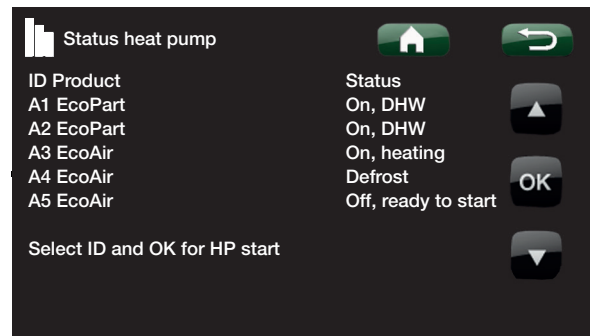 Status heat pump
ID Product Status
A1 EcoPart On, DHW
A2 EcoPart On, DHW
A3 EcoAir On, heating
A4 EcoAir Defrost
A5 EcoAir Off, ready to start
OK
Select ID and OK for HP start